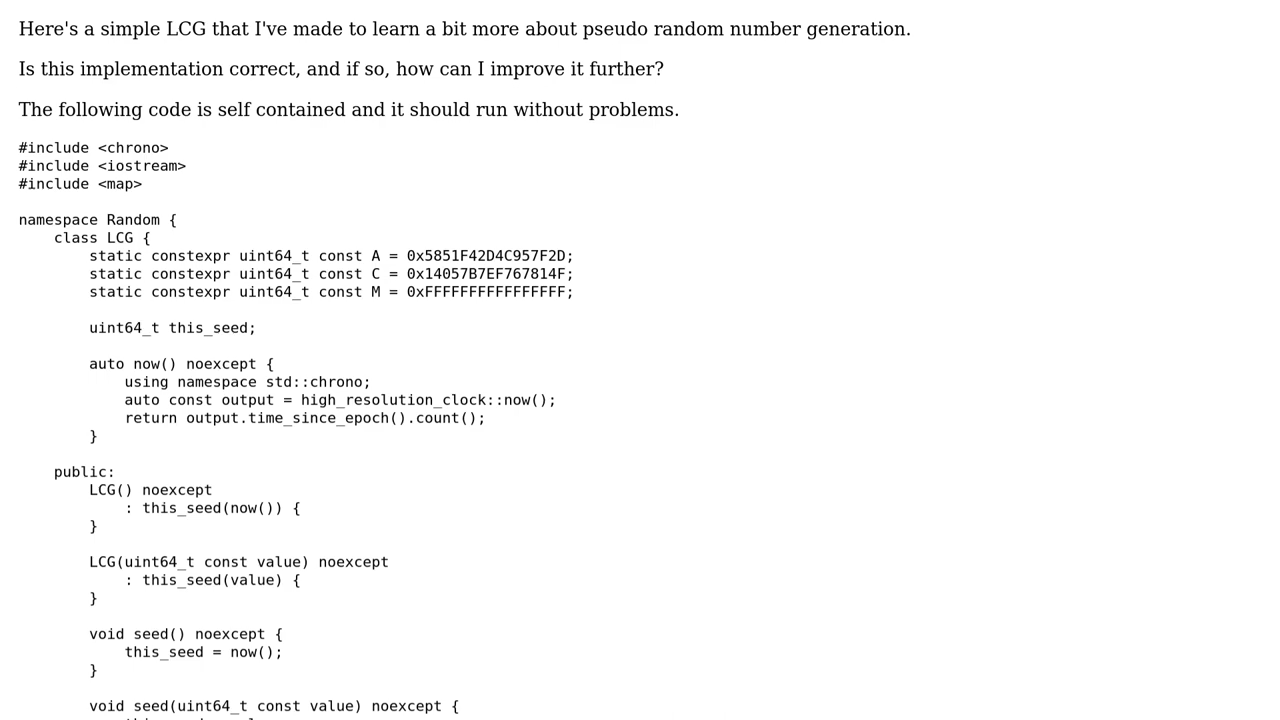 Here's a simple LCG that I've made to learn a bit more about pseudo random number generation.
Is this implementation correct, and if so, how can I improve it further?
The following code is self contained and it should run without problems.
#include <chrono>
#include <iostream>
#include <map>
namespace Random {
    class LCG {
        static constexpr uint64_t const A = 0x5851F42D4C957F2D;
        static constexpr uint64_t const C = 0x14057B7EF767814F;
        static constexpr uint64_t const M = 0xFFFFFFFFFFFFFFFF;
        uint64_t this_seed;
        auto now() noexcept {
            using namespace std::chrono;
            auto const output = high_resolution_clock::now();
            return output.time_since_epoch().count();
        }
    public:
        LCG() noexcept
            : this_seed(now()) {
        }
        LCG(uint64_t const value) noexcept
            : this_seed(value) {
        }
        void seed() noexcept {
            this_seed = now();
        }
        void seed(uint64_t const value) noexcept {